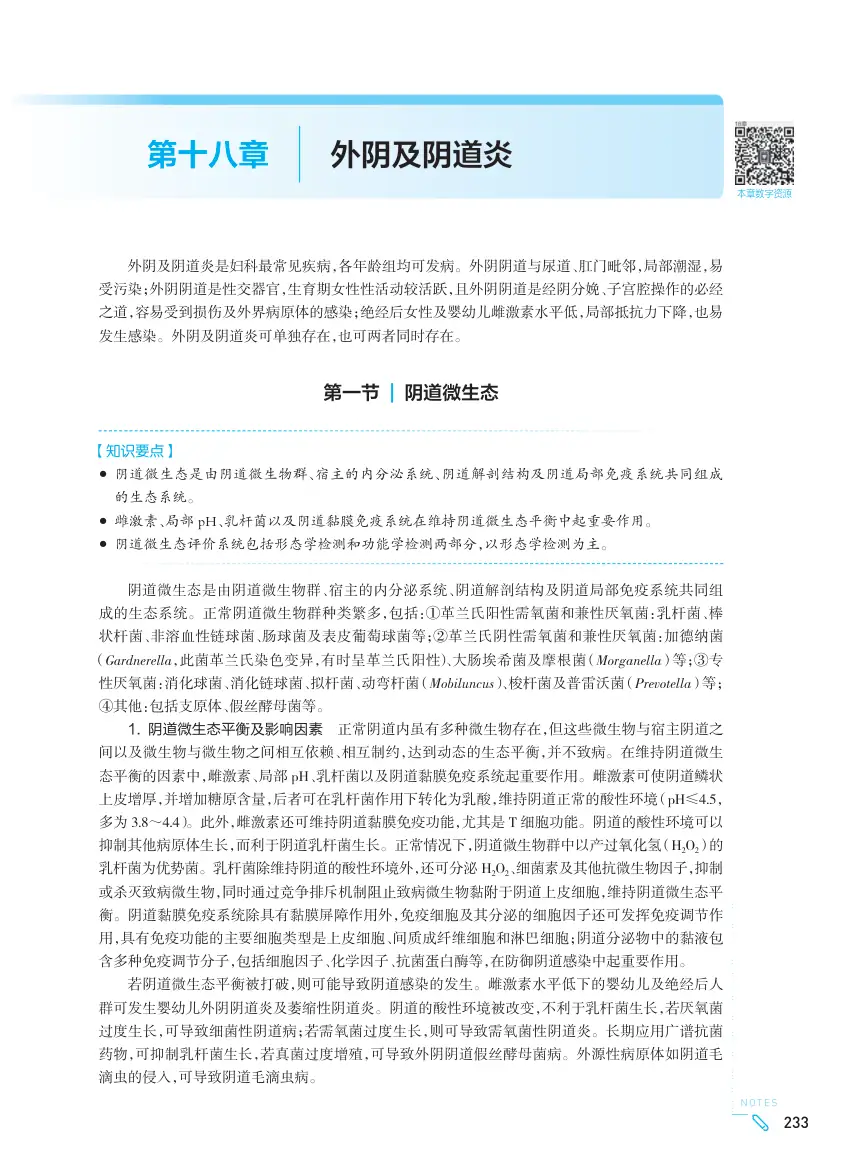 第十八章 外阴及阴道炎
本章数字资源
外阴及阴道炎是妇科最常见疾病,各年龄组均可发病。外阴阴道与尿道、肛门毗邻,局部潮湿,易
受污染;外阴阴道是性交器官,生育期女性性活动较活跃,且外阴阴道是经阴分娩、子宫腔操作的必经
之道,容易受到损伤及外界病原体的感染;绝经后女性及婴幼儿雌激素水平低,局部抵抗力下降,也易
发生感染。外阴及阴道炎可单独存在,也可两者同时存在。
第一节 | 阴道微生态
【知识要点】
● 阴道微生态是由阴道微生物群、宿主的内分泌系统、阴道解剖结构及阴道局部免疫系统共同组成
的生态系统。
● 雌激素、局部 pH、乳杆菌以及阴道黏膜免疫系统在维持阴道微生态平衡中起重要作用。
● 阴道微生态评价系统包括形态学检测和功能学检测两部分,以形态学检测为主。
阴道微生态是由阴道微生物群、宿主的内分泌系统、阴道解剖结构及阴道局部免疫系统共同组
成的生态系统。正常阴道微生物群种类繁多,包括:①革兰氏阳性需氧菌和兼性厌氧菌:乳杆菌、棒
状杆菌、非溶血性链球菌、肠球菌及表皮葡萄球菌等;②革兰氏阴性需氧菌和兼性厌氧菌:加德纳菌
(Gardnerella,此菌革兰氏染色变异,有时呈革兰氏阳性)、大肠埃希菌及摩根菌(Morganella)等;③专
性厌氧菌:消化球菌、消化链球菌、拟杆菌、动弯杆菌(Mobiluncus)、梭杆菌及普雷沃菌(Prevotella)等;
④其他:包括支原体、假丝酵母菌等。
1. 阴道微生态平衡及影响因素 正常阴道内虽有多种微生物存在,但这些微生物与宿主阴道之
间以及微生物与微生物之间相互依赖、相互制约,达到动态的生态平衡,并不致病。在维持阴道微生
态平衡的因素中,雌激素、局部 pH、乳杆菌以及阴道黏膜免疫系统起重要作用。雌激素可使阴道鳞状
上皮增厚,并增加糖原含量,后者可在乳杆菌作用下转化为乳酸,维持阴道正常的酸性环境(pH≤4.5,
多为 3.8～4.4)。此外,雌激素还可维持阴道黏膜免疫功能,尤其是 T 细胞功能。阴道的酸性环境可以
抑制其他病原体生长,而利于阴道乳杆菌生长。正常情况下,阴道微生物群中以产过氧化氢(H₂O₂)的
乳杆菌为优势菌。乳杆菌除维持阴道的酸性环境外,还可分泌 H₂O₂、细菌素及其他抗微生物因子,抑制
或杀灭致病微生物,同时通过竞争排斥机制阻止致病微生物黏附于阴道上皮细胞,维持阴道微生态平
衡。阴道黏膜免疫系统除具有黏膜屏障作用外,免疫细胞及其分泌的细胞因子还可发挥免疫调节作
用,具有免疫功能的主要细胞类型是上皮细胞、间质成纤维细胞和淋巴细胞;阴道分泌物中的黏液包
含多种免疫调节分子,包括细胞因子、化学因子、抗菌蛋白酶等,在防御阴道感染中起重要作用。
若阴道微生态平衡被打破,则可能导致阴道感染的发生。雌激素水平低下的婴幼儿及绝经后人
群可发生婴幼儿外阴阴道炎及萎缩性阴道炎。阴道的酸性环境被改变,不利于乳杆菌生长,若厌氧菌
过度生长,可导致细菌性阴道病;若需氧菌过度生长,则可导致需氧菌性阴道炎。长期应用广谱抗菌
药物,可抑制乳杆菌生长,若真菌过度增殖,可导致外阴阴道假丝酵母菌病。外源性病原体如阴道毛
滴虫的侵入,可导致阴道毛滴虫病。
NOTES
233